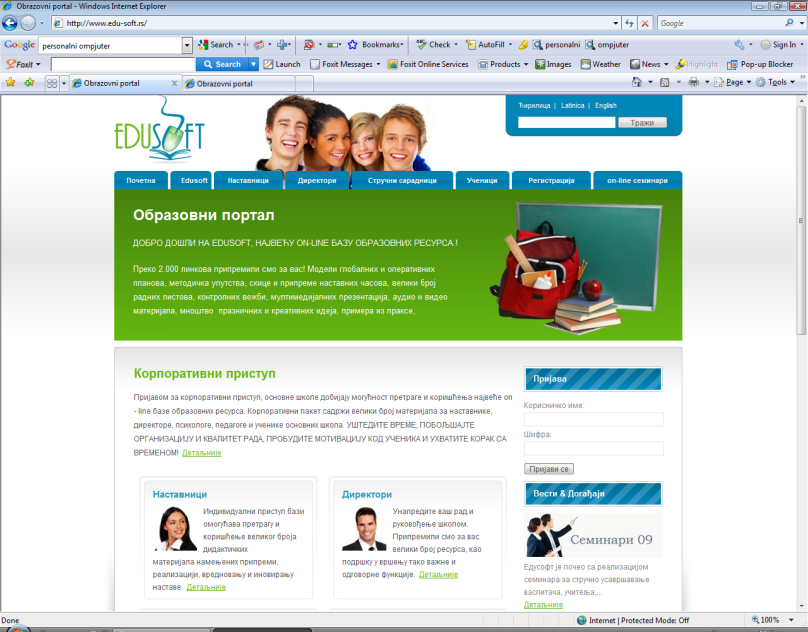 Obrazovni portal - Windows Internet Explorer
http://www.edu-soft.rs/
Google
Google personalni ompjuter Search Bookmarks Check AutoFill personalni ompjuter Sign In
Foxit Search Launch Foxit Messages Foxit Online Services Products Images Weather News Highlight Pop-up Blocker
Obrazovni portal Obrazovni portal Page Tools
Ћирилица | Latinica | English
Тражи
EDUSOFT
Почетна Edusoft Наставници Директори Стручни сарадници Ученици Регистрација on-line семинари
Образовни портал
ДОБРО ДОШЛИ НА EDUSOFT, НАЈВЕЋУ ON-LINE БАЗУ ОБРАЗОВНИХ РЕСУРСА !
Преко 2.000 линкова припремили смо за вас! Модели глобалних и оперативних
планова, методичка упутства, скице и припреме наставних часова, велики број
радних листова, контролних вежби, мултимедијалних презентација, аудио и видео
материјала, мноштво празничних и креативних идеја, примера из праксе,
Корпоративни приступ
Пријавом за корпоративни приступ, основне школе добијају могућност претраге и коришћења највеће on
- line базе образовних ресурса. Корпоративни пакет садржи велики број материјала за наставнике,
директоре, психологе, педагоге и ученике основних школа. УШТЕДИТЕ ВРЕМЕ, ПОБОЉШАЈТЕ
ОРГАНИЗАЦИЈУ И КВАЛИТЕТ РАДА, ПРОБУДИТЕ МОТИВАЦИЈУ КОД УЧЕНИКА И УХВАТИТЕ КОРАК СА
ВРЕМЕНОМ! Детаљније
Наставници
Индивидуални приступ бази
омогућава претрагу и
коришћење великог броја
дидактичких
материјала намењених припреми,
реализацији, вредновању и иновирању
наставе. Детаљније
Директори
Унапредите ваш рад и
руковођење школом.
Припремили смо за вас
велики број ресурса, као
подршку у вршењу тако важне и
одговорне функције. Детаљније
Пријава
Корисничко име:
Шифра:
Пријави се
Вести & Догађаји
Семинари 09
Едусофт је почео са реализацијом
семинара за стручно усавршавање
васпитача, учитеља,...
Детаљније
Done Internet | Protected Mode: Off 100%